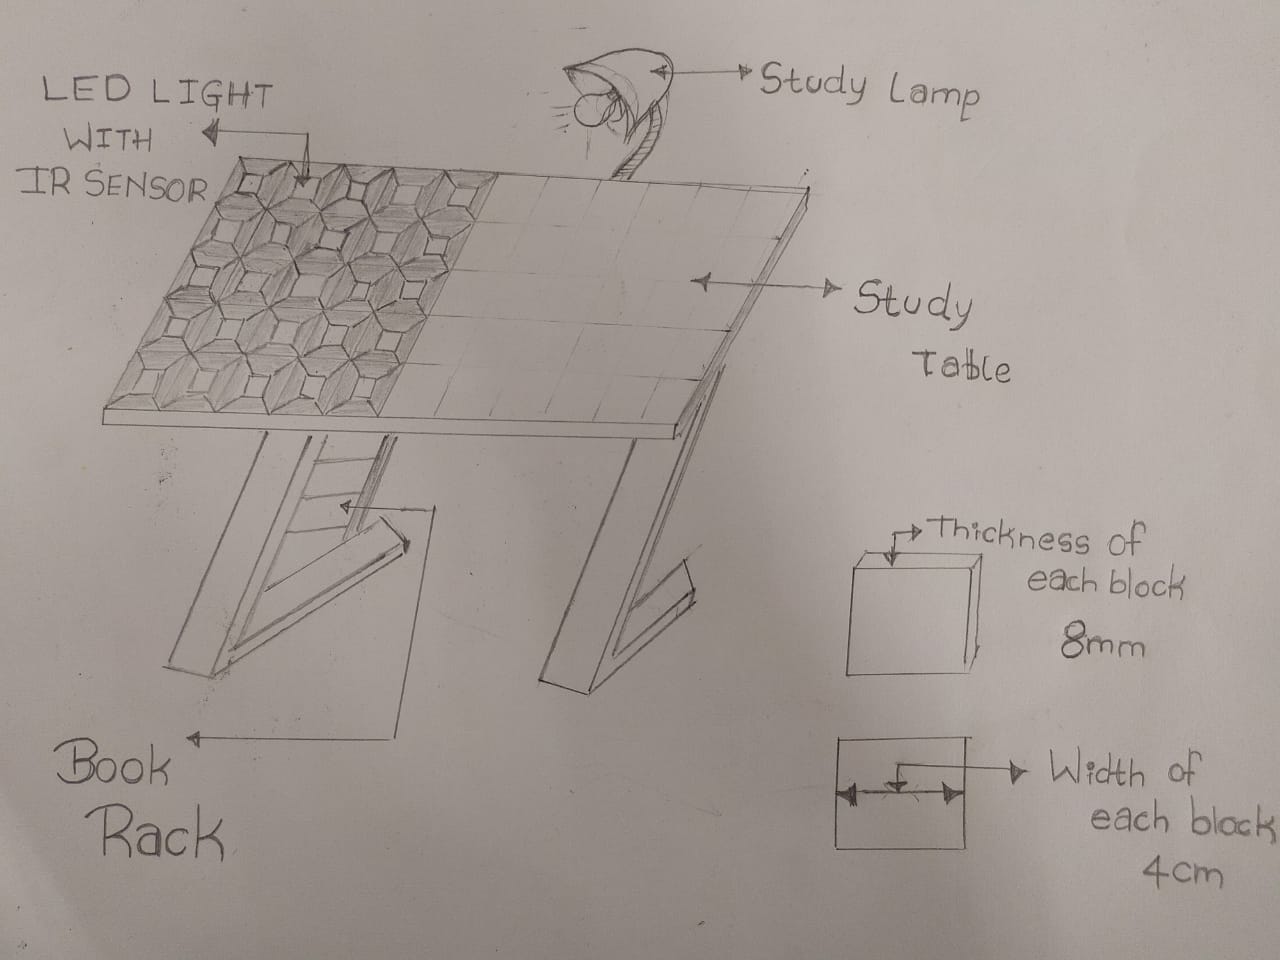 LED LIGHT
WITH
IR SENSOR
Study Lamp
Study
Table
Thickness of
each block
8mm
Book
Rack
Width of
each block
4cm